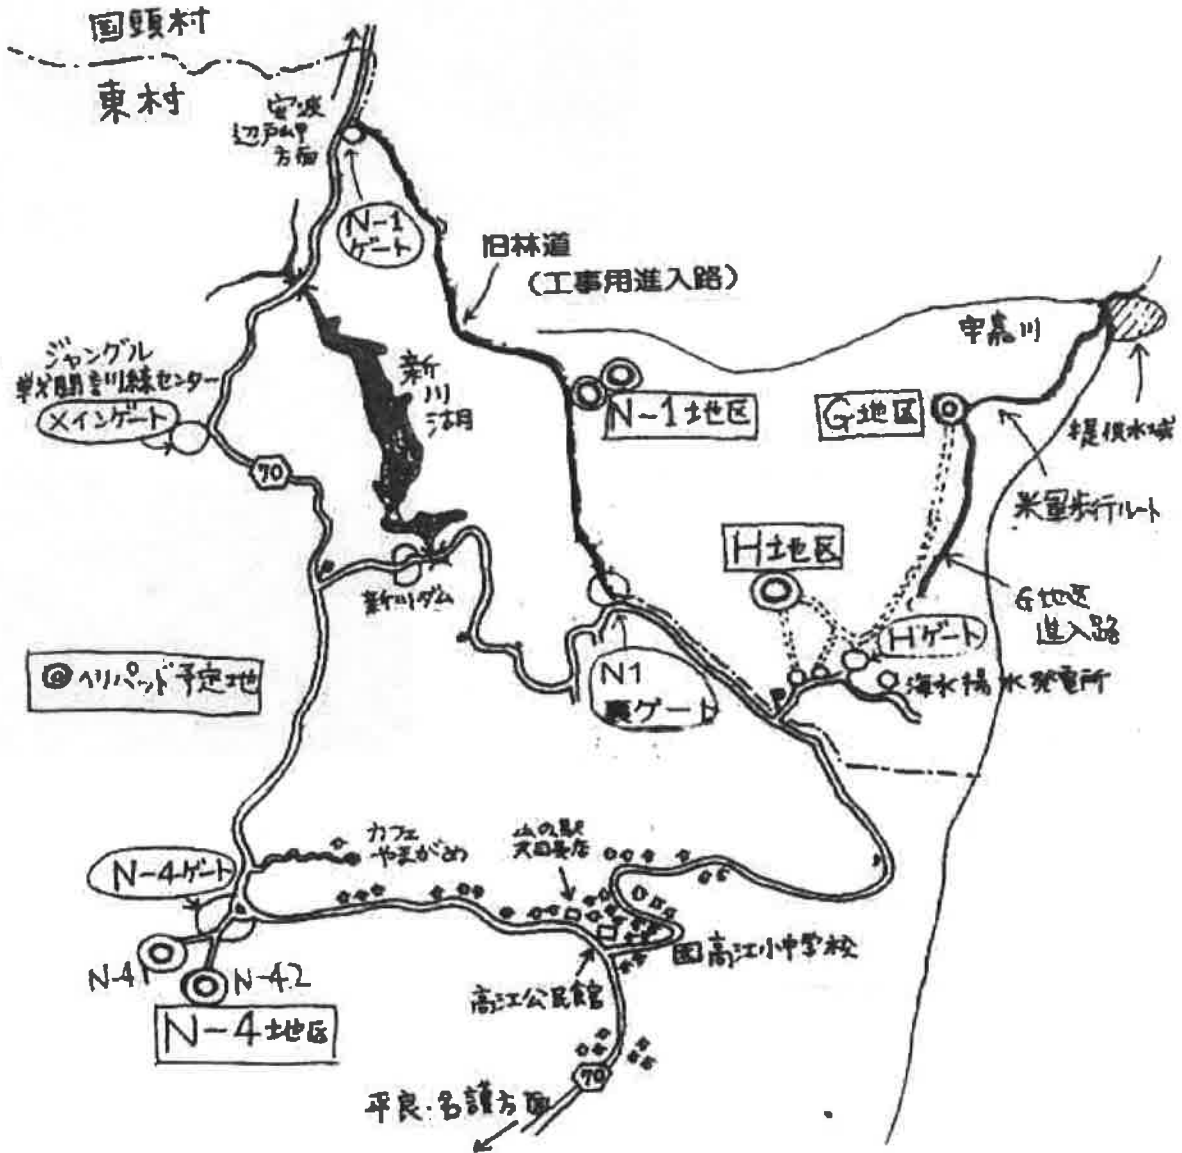 国頭村
東村
安波
辺戸岬
方面
N-1
ゲート
旧林道
(工事用進入路)
宇嘉川
ジャングル
戦闘訓練センター
メインゲート
新
川
湖
N-1地区
G地区
提供水域
70
米軍歩行ルート
H地区
新川ダム
G地区
進入路
Hゲート
◎ヘリパッド予定地
N1
裏ゲート
海水揚水発電所
カフェ
やまがめ
山の駅
N-4ゲート
高江小中学校
N-4
N-4.2
高江公民館
N-4地区
70
平良・名護方面